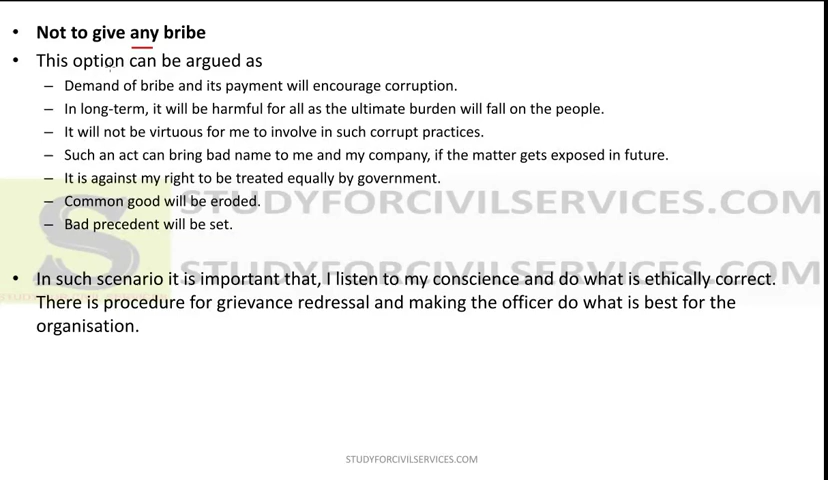 • Not to give any bribe
• This option can be argued as
– Demand of bribe and its payment will encourage corruption.
– In long-term, it will be harmful for all as the ultimate burden will fall on the people.
– It will not be virtuous for me to involve in such corrupt practices.
– Such an act can bring bad name to me and my company, if the matter gets exposed in future.
– It is against my right to be treated equally by government.
STUDYFORCIVILSERVICES.COM
– Common good will be eroded.
– Bad precedent will be set.
STUDYFORCIVILSERVICES.COM
• In such scenario it is important that, I listen to my conscience and do what is ethically correct.
There is procedure for grievance redressal and making the officer do what is best for the
organisation.
STUDYFORCIVILSERVICES.COM